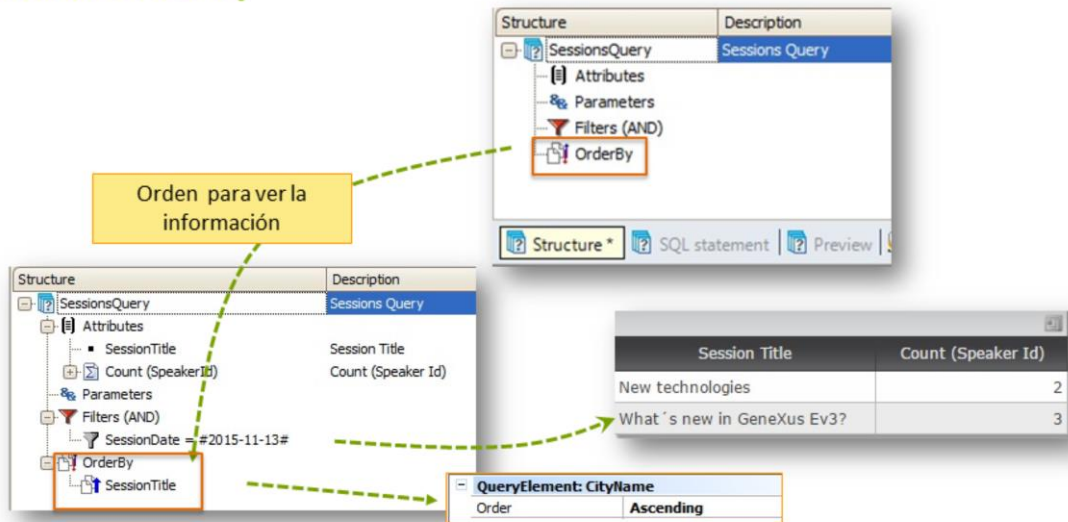 Structure Description
SessionsQuery Sessions Query
Attributes
Parameters
Filters (AND)
OrderBy
Structure * SQL statement Preview
Orden para ver la
información
Structure Description
SessionsQuery Sessions Query
Attributes
SessionTitle Session Title
Count (SpeakerId) Count (Speaker Id)
Parameters
Filters (AND)
SessionDate = #2015-11-13#
OrderBy
SessionTitle
Session Title Count (Speaker Id)
New technologies 2
What´s new in GeneXus Ev3? 3
QueryElement: CityName
Order Ascending